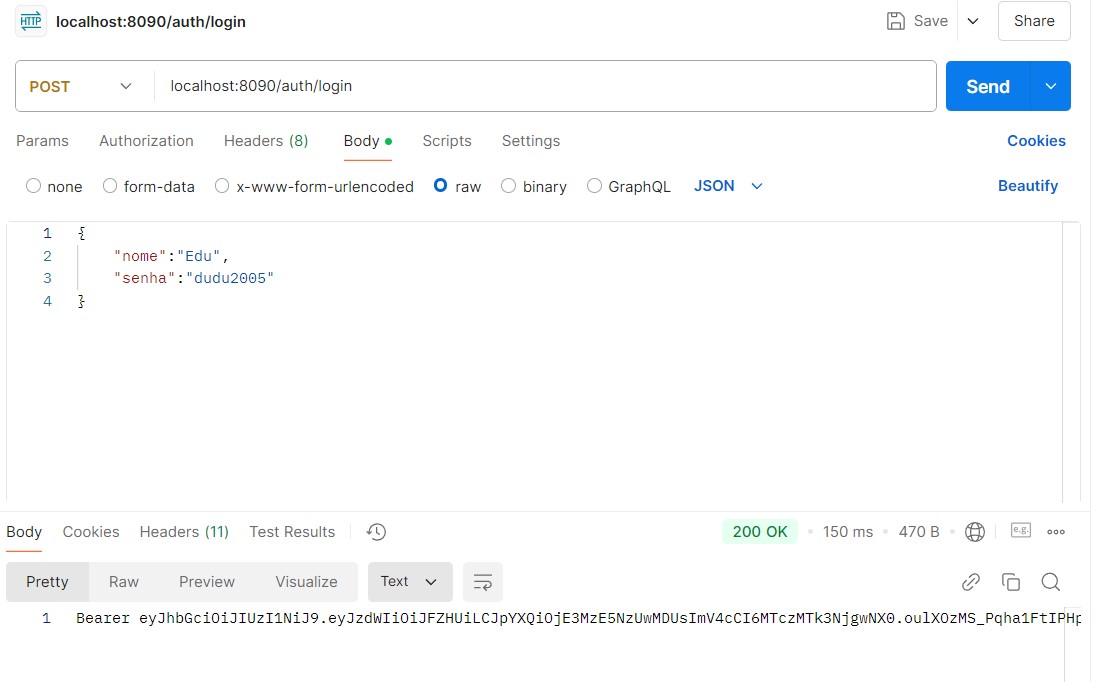 HTTP localhost:8090/auth/login Save Share
POST localhost:8090/auth/login Send
Params Authorization Headers (8) Body Scripts Settings Cookies
none form-data x-www-form-urlencoded raw binary GraphQL JSON Beautify
1 {
2 "nome":"Edu",
3 "senha":"dudu2005"
4 }
Body Cookies Headers (11) Test Results 200 OK • 150 ms • 470 B • e.g.
Pretty Raw Preview Visualize Text
1 Bearer eyJhbGciOiJIUzI1NiJ9.eyJzdWIiOiJFZHUiLCJpYXQiOjE3MzE5NzUwMDUsImV4cCI6MTczMTk3NjgwNX0.oulXOzMS_Pqha1FtIPHp